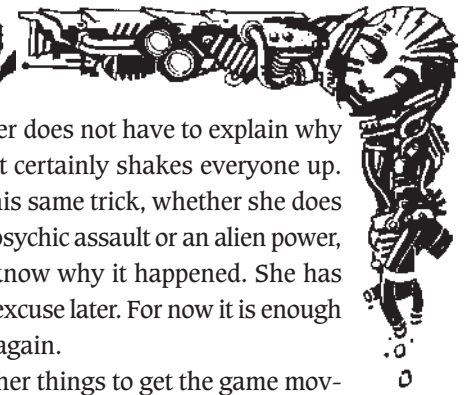 er does not have to explain why
t certainly shakes everyone up.
his same trick, whether she does
psychic assault or an alien power,
know why it happened. She has
excuse later. For now it is enough
again.
her things to get the game mov-